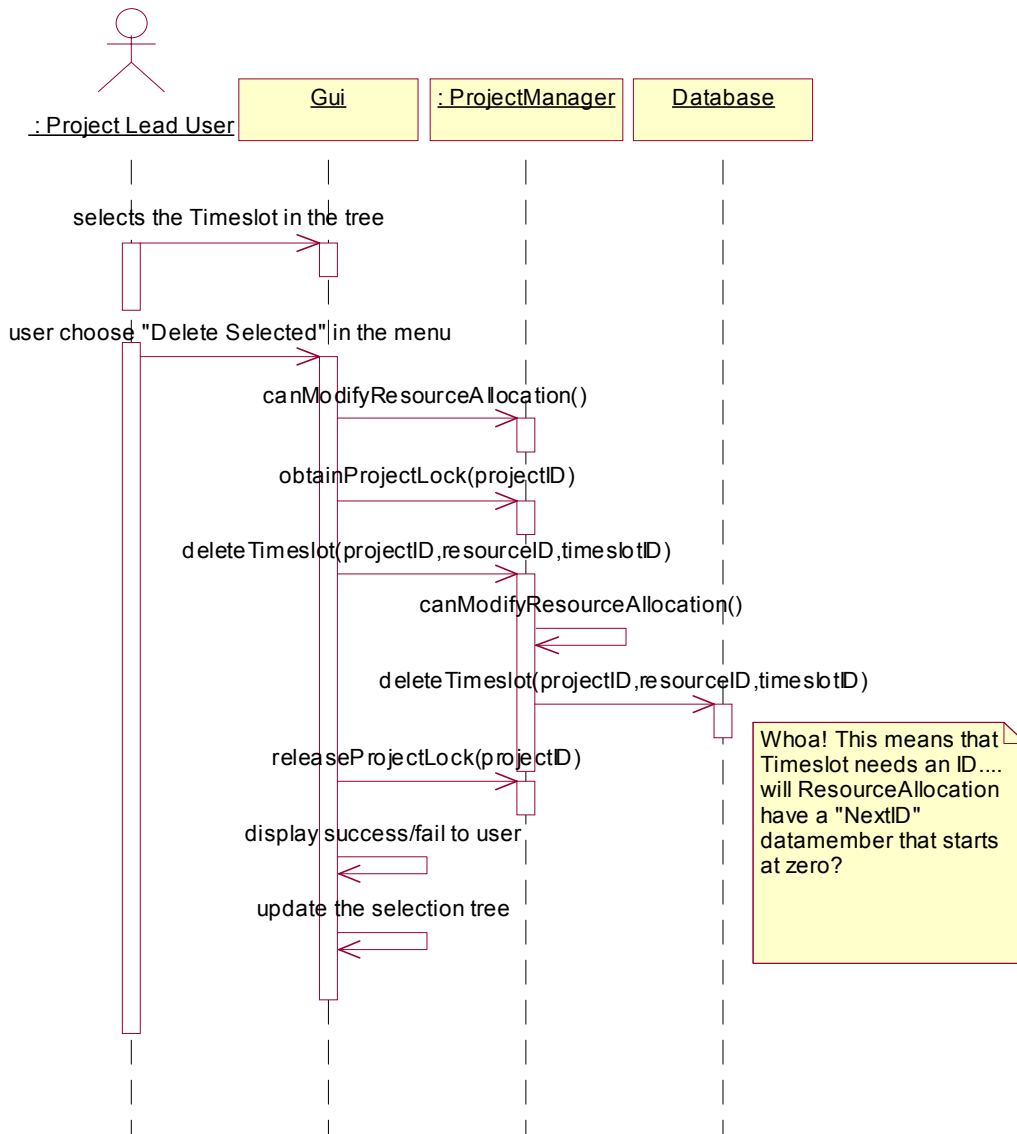 : Project Lead User
Gui
: ProjectManager
Database
selects the Timeslot in the tree
user choose "Delete Selected" in the menu
canModifyResourceAllocation()
obtainProjectLock(projectID)
deleteTimeslot(projectID,resourceID,timeslotID)
canModifyResourceAllocation()
deleteTimeslot(projectID,resourceID,timeslotID)
Whoa! This means that
Timeslot needs an ID....
will ResourceAllocation
have a "NextID"
datamember that starts
at zero?
releaseProjectLock(projectID)
display success/fail to user
update the selection tree